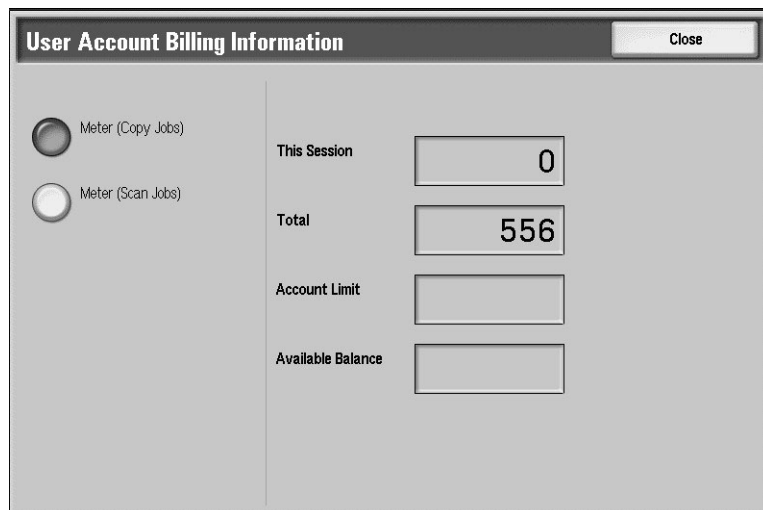 User Account Billing Information
Close
Meter (Copy Jobs)
Meter (Scan Jobs)
This Session
0
Total
556
Account Limit
Available Balance